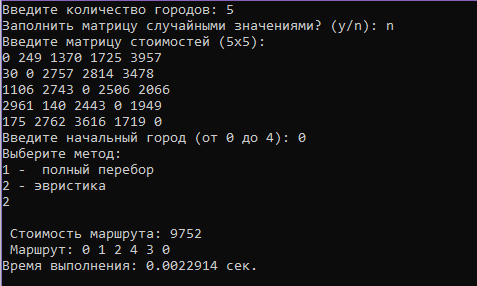 Введите количество городов: 5
Заполнить матрицу случайными значениями? (y/n): n
Введите матрицу стоимостей (5x5):
0 249 1370 1725 3957
30 0 2757 2814 3478
1106 2743 0 2506 2066
2961 140 2443 0 1949
175 2762 3616 1719 0
Введите начальный город (от 0 до 4): 0
Выберите метод:
1 -  полный перебор
2 - эвристика
2
Стоимость маршрута: 9752
Маршрут: 0 1 2 4 3 0
Время выполнения: 0.0022914 сек.